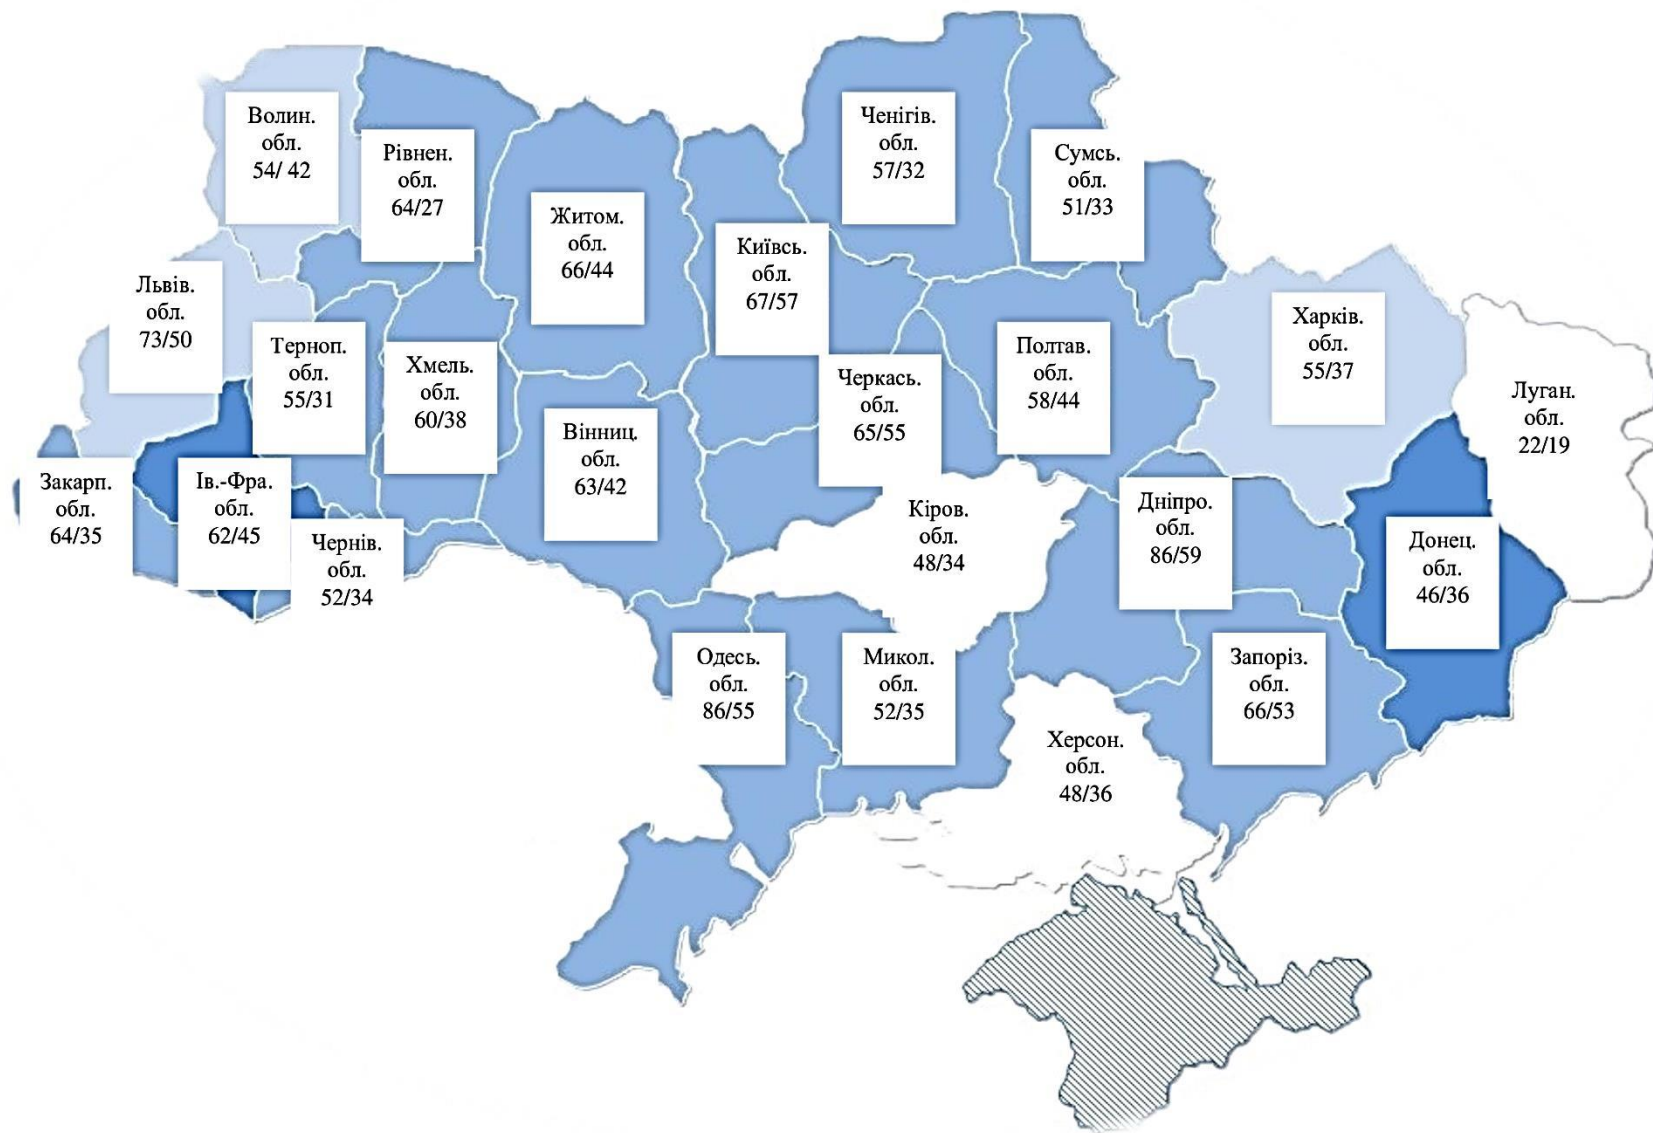 Волин.
обл.
54/ 42
Рівнен.
обл.
64/27
Житом.
обл.
66/44
Київсь.
обл.
67/57
Ченігів.
обл.
57/32
Сумсь.
обл.
51/33
Львів.
обл.
73/50
Терноп.
обл.
55/31
Хмель.
обл.
60/38
Вінниц.
обл.
63/42
Черкась.
обл.
65/55
Полтав.
обл.
58/44
Харків.
обл.
55/37
Луган.
обл.
22/19
Закарп.
обл.
64/35
Ів.-Фра.
обл.
62/45
Чернів.
обл.
52/34
Кіров.
обл.
48/34
Дніпро.
обл.
86/59
Донец.
обл.
46/36
Одесь.
обл.
86/55
Микол.
обл.
52/35
Херсон.
обл.
48/36
Запоріз.
обл.
66/53